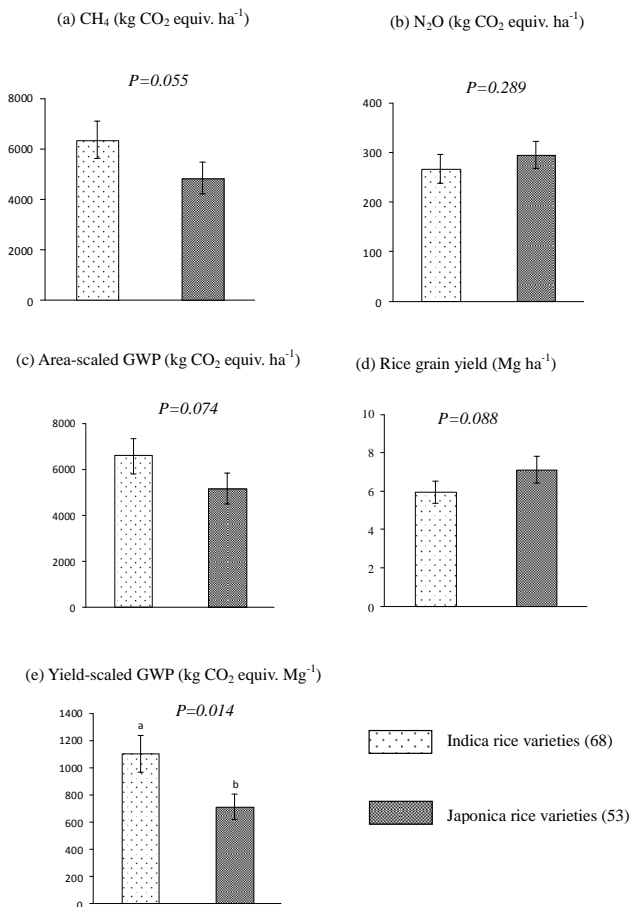 (a) CH₄ (kg CO₂ equiv. ha⁻¹)
P=0.055
8000
6000
4000
2000
0
(b) N₂O (kg CO₂ equiv. ha⁻¹)
P=0.289
400
300
200
100
0
(c) Area-scaled GWP (kg CO₂ equiv. ha⁻¹)
P=0.074
8000
6000
4000
2000
0
(d) Rice grain yield (Mg ha⁻¹)
P=0.088
10
8
6
4
2
0
(e) Yield-scaled GWP (kg CO₂ equiv. Mg⁻¹)
P=0.014
1400
1200
1000
800
600
400
200
0
a
b
Indica rice varieties (68)
Japonica rice varieties (53)